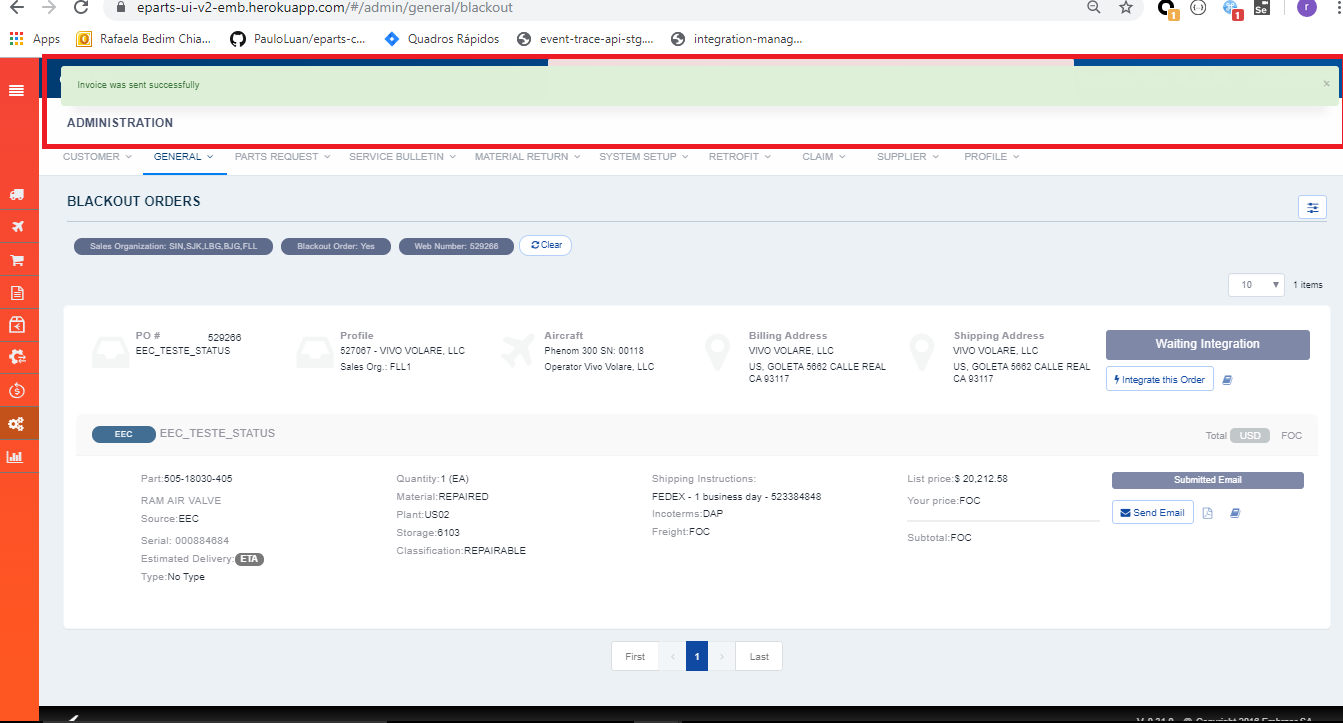 eparts-ui-v2-emb.herokuapp.com/#/admin/general/blackout
1
1
Se
r
Apps
Rafaela Bedim Chia...
PauloLuan/eparts-c...
Quadros Rápidos
event-trace-api-stg....
integration-manag...
Invoice was sent successfully
×
ADMINISTRATION
CUSTOMER
GENERAL
PARTS REQUEST
SERVICE BULLETIN
MATERIAL RETURN
SYSTEM SETUP
RETROFIT
CLAIM
SUPPLIER
PROFILE
BLACKOUT ORDERS
Sales Organization: SIN,SJK,LBG,BJG,FLL
Blackout Order: Yes
Web Number: 529266
Clear
10
1 items
PO # 529266
EEC_TESTE_STATUS
Profile
527067 - VIVO VOLARE, LLC
Sales Org.: FLL1
Aircraft
Phenom 300 SN: 00118
Operator Vivo Volare, LLC
Billing Address
VIVO VOLARE, LLC
US, GOLETA 5662 CALLE REAL
CA 93117
Shipping Address
VIVO VOLARE, LLC
US, GOLETA 5662 CALLE REAL
CA 93117
Waiting Integration
Integrate this Order
EEC
EEC_TESTE_STATUS
Total USD FOC
Part:505-18030-405
RAM AIR VALVE
Source:EEC
Serial: 000884684
Estimated Delivery:ETA
Type:No Type
Quantity:1 (EA)
Material:REPAIRED
Plant:US02
Storage:6103
Classification:REPAIRABLE
Shipping Instructions:
FEDEX - 1 business day - 523384848
Incoterms:DAP
Freight:FOC
List price:$ 20,212.58
Your price:FOC
Subtotal:FOC
Submitted Email
Send Email
First
‹
1
›
Last